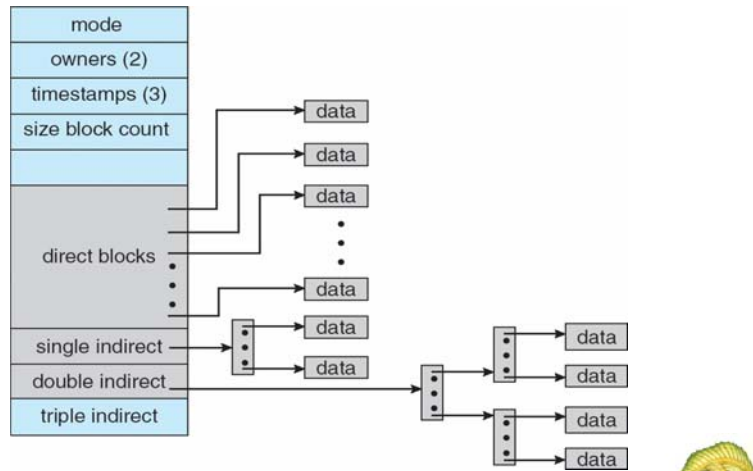 mode
owners (2)
timestamps (3)
size block count
direct blocks
single indirect
double indirect
triple indirect
data
data
data
data
data
data
data
data
data
data